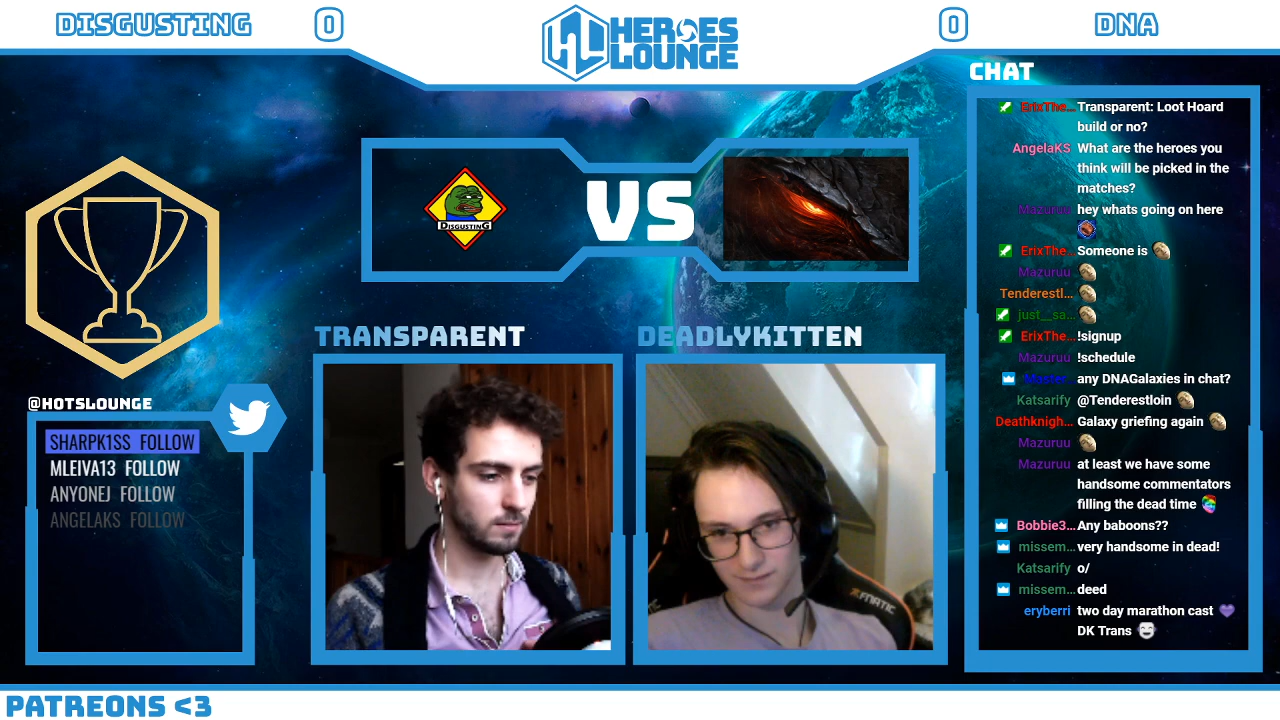 DISGUSTING 0
HEROES
LOUNGE
0 DNA
CHAT
DISGUSTING
VS
TRANSPARENT
DEADLYKITTEN
@HOTSLOUNGE
SHARPK1SS FOLLOW
MLEIVA13 FOLLOW
ANYONEJ FOLLOW
ANGELAKS FOLLOW
FNATIC
ErixThe... Transparent: Loot Hoard
build or no?
AngelaKS What are the heroes you
think will be picked in the
matches?
Mazuruu hey whats going on here
ErixThe... Someone is
Mazuruu
Tenderestl...
just__sa...
ErixThe... !signup
Mazuruu !schedule
any DNAGalaxies in chat?
Katsarify @Tenderestloin
Deathknigh... Galaxy griefing again
Mazuruu
Mazuruu at least we have some
handsome commentators
filling the dead time
Bobbie3... Any baboons??
missem... very handsome in dead!
Katsarify o/
missem... deed
eryberri two day marathon cast
DK Trans
PATREONS <3